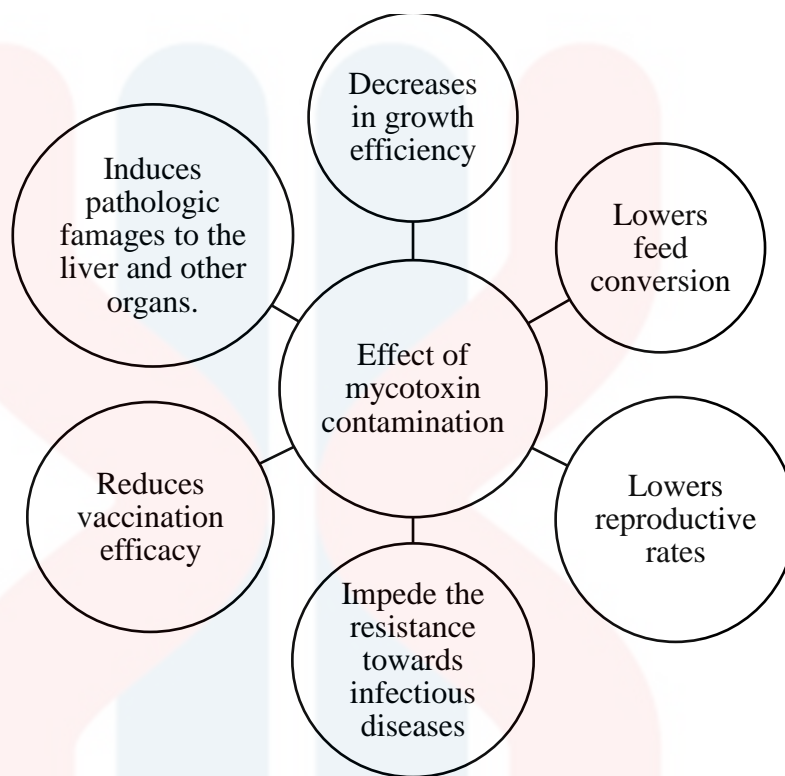 Decreases
in growth
efficiency
Induces
pathologic
famages to the
liver and other
organs.
Lowers
feed
conversion
Effect of
mycotoxin
contamination
Reduces
vaccination
efficacy
Lowers
reproductive
rates
Impede the
resistance
towards
infectious
diseases